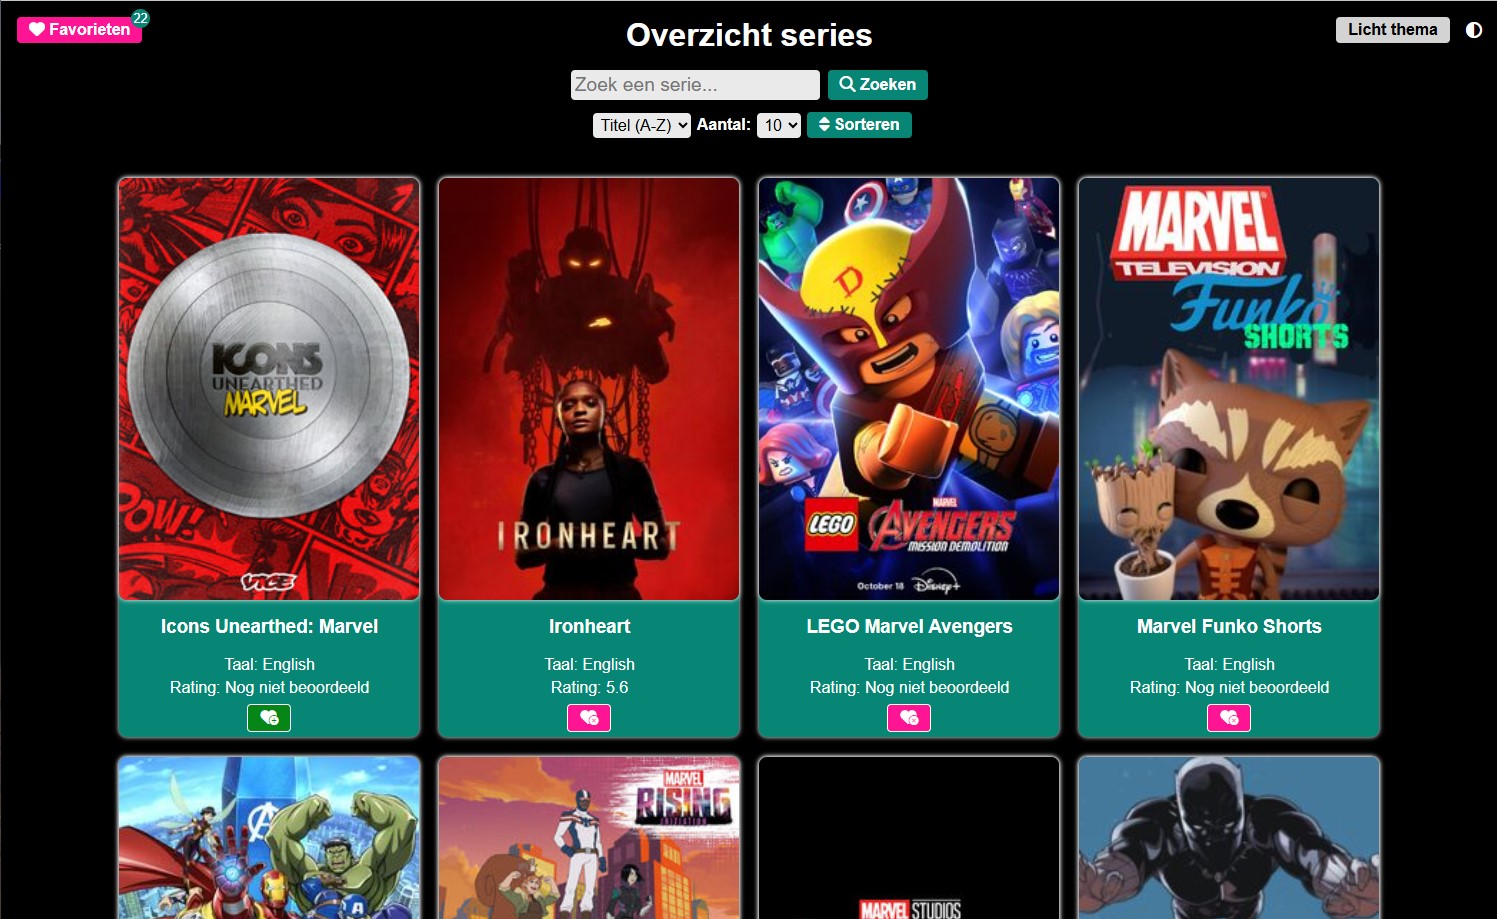 Favorieten
22
Overzicht series
Licht thema
Zoek een serie...
Zoeken
Titel (A-Z)
Aantal:
10
Sorteren
ICONS
UNEARTHED
MARVEL
POW!
VICE
IRONHEART
D
LEGO
MARVEL
AVENGERS
MISSION DEMOLITION
October 18
Disney+
MARVEL
TELEVISION
Funko
SHORTS
Icons Unearthed: Marvel
Taal: English
Rating: Nog niet beoordeeld
Ironheart
Taal: English
Rating: 5.6
LEGO Marvel Avengers
Taal: English
Rating: Nog niet beoordeeld
Marvel Funko Shorts
Taal: English
Rating: Nog niet beoordeeld
A
A
MARVEL
RISING
INITIATION
MARVEL STUDIOS